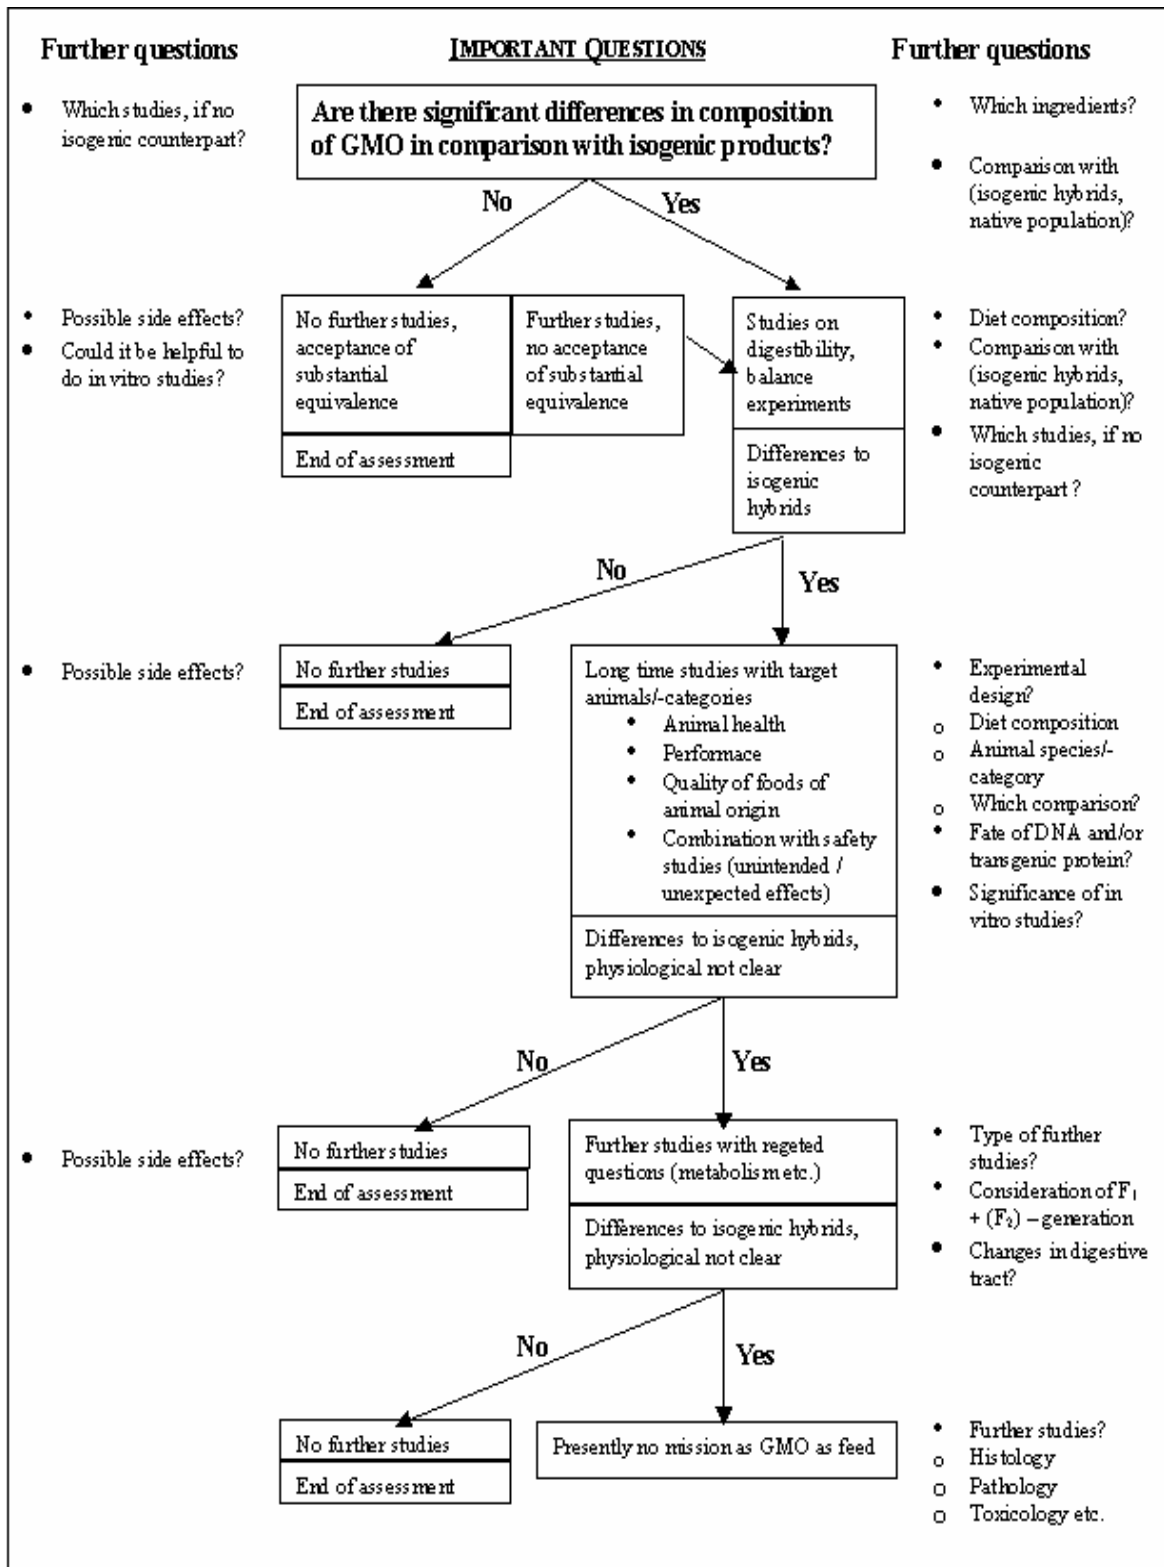 Further questions
IMPORTANT QUESTIONS
Further questions
• Which studies, if no
isogenic counterpart?
Are there significant differences in composition
of GMO in comparison with isogenic products?
• Which ingredients?
• Comparison with
(isogenic hybrids,
native population)?
No
Yes
• Possible side effects?
• Could it be helpful to
do in vitro studies?
No further studies,
acceptance of
substantial
equivalence
End of assessment
Further studies,
no acceptance
of substantial
equivalence
Studies on
digestibility,
balance
experiments
Differences to
isogenic
hybrids
• Diet composition?
• Comparison with
(isogenic hybrids,
native population)?
• Which studies, if no
isogenic
counterpart ?
No
Yes
• Possible side effects?
No further studies
End of assessment
Long time studies with target
animals/-categories
• Animal health
• Performace
• Quality of foods of
animal origin
• Combination with safety
studies (unintended /
unexpected effects)
Differences to isogenic hybrids,
physiological not clear
• Experimental
design?
o Diet composition
o Animal species/-
category
o Which comparison?
• Fate of DNA and/or
transgenic protein?
• Significance of in
vitro studies?
No
Yes
• Possible side effects?
No further studies
End of assessment
Further studies with regeted
questions (metabolism etc.)
Differences to isogenic hybrids,
physiological not clear
• Type of further
studies?
• Consideration of F₁
+ (F₂) – generation
• Changes in digestive
tract?
No
Yes
No further studies
End of assessment
Presently no mission as GMO as feed
• Further studies?
o Histology
o Pathology
o Toxicology etc.